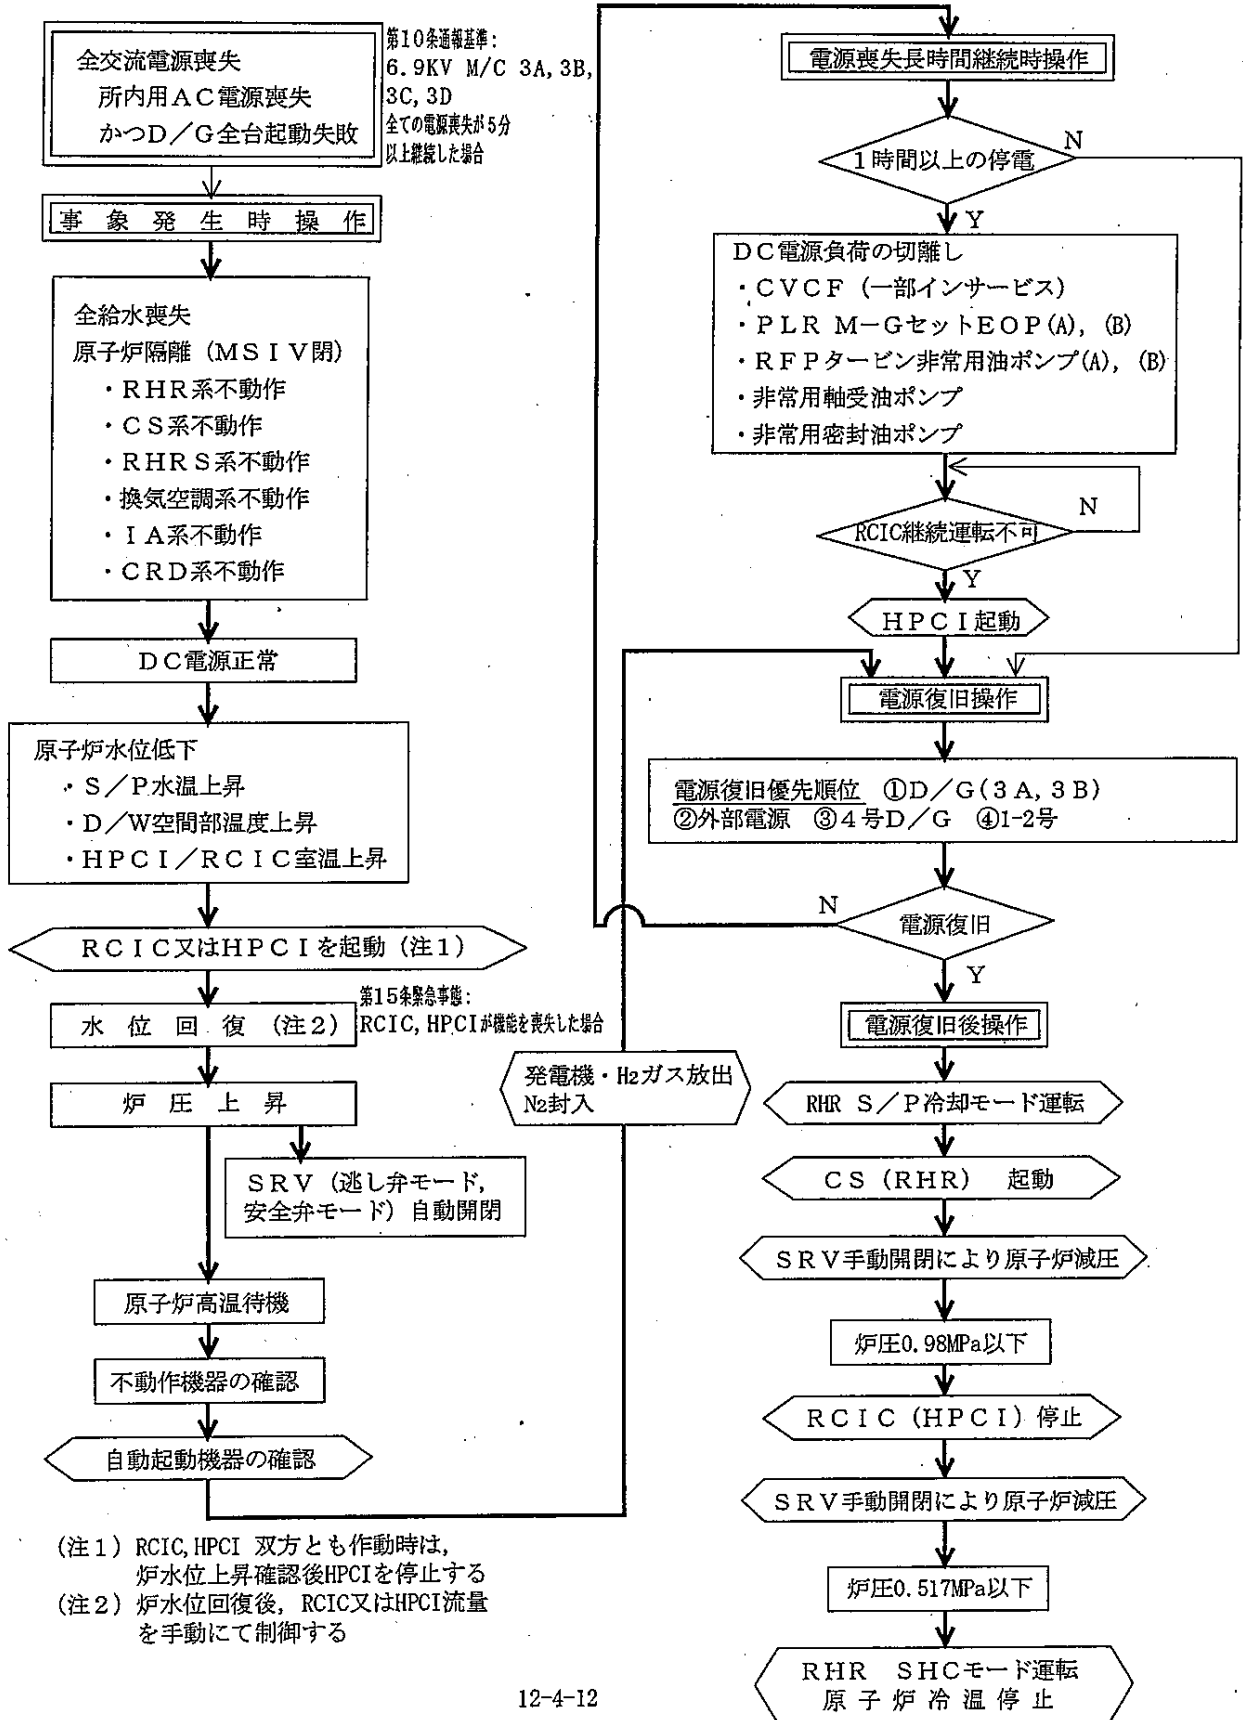 全交流電源喪失
所内用AC電源喪失
かつD／G全台起動失敗
第10条通報基準：
6.9KV M/C 3A, 3B,
3C, 3D
全ての電源喪失が5分
以上継続した場合
事象発生時操作
全給水喪失
原子炉隔離（MSIV閉）
・RHR系不動作
・CS系不動作
・RHRS系不動作
・換気空調系不動作
・IA系不動作
・CRD系不動作
DC電源正常
原子炉水位低下
・S／P水温上昇
・D／W空間部温度上昇
・HPCI／RCIC室温上昇
RCIC又はHPCIを起動（注1）
水位回復（注2）
第15条緊急事態：
RCIC, HPCIが機能を喪失した場合
炉圧上昇
SRV（逃し弁モード，
安全弁モード）自動開閉
原子炉高温待機
不動作機器の確認
自動起動機器の確認
発電機・H2ガス放出
N2封入
電源喪失長時間継続時操作
1時間以上の停電
N
Y
DC電源負荷の切離し
・CVCF（一部インサービス）
・PLR M－GセットEOP(A)，(B)
・RFPタービン非常用油ポンプ(A)，(B)
・非常用軸受油ポンプ
・非常用密封油ポンプ
RCIC継続運転不可
N
Y
HPCI起動
電源復旧操作
電源復旧優先順位 ①D／G(3A, 3B)
②外部電源 ③4号D／G ④1-2号
N
電源復旧
Y
電源復旧後操作
RHR S／P冷却モード運転
CS（RHR） 起動
SRV手動開閉により原子炉減圧
炉圧0.98MPa以下
RCIC（HPCI）停止
SRV手動開閉により原子炉減圧
炉圧0.517MPa以下
RHR SHCモード運転
原子炉冷温停止
（注1）RCIC, HPCI 双方とも作動時は，
炉水位上昇確認後HPCIを停止する
（注2）炉水位回復後，RCIC又はHPCI流量
を手動にて制御する
12-4-12